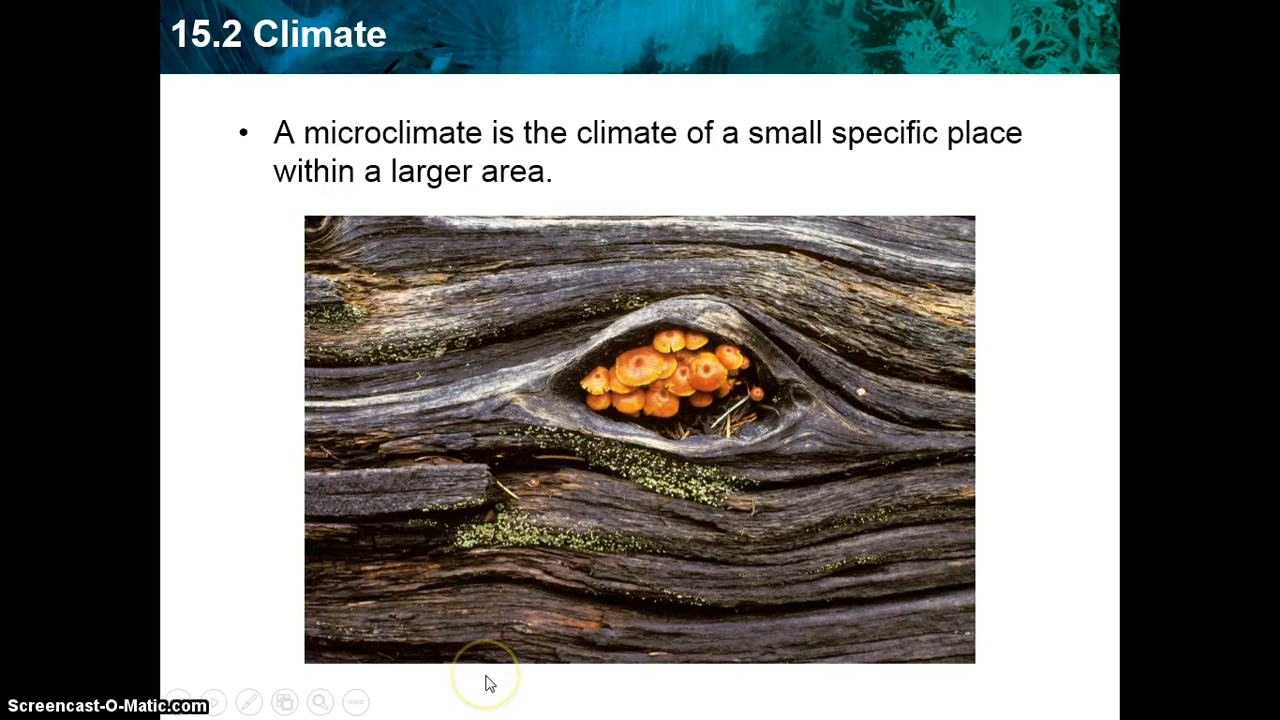 15.2 Climate
• A microclimate is the climate of a small specific place
within a larger area.
Screencast-O-Matic.com